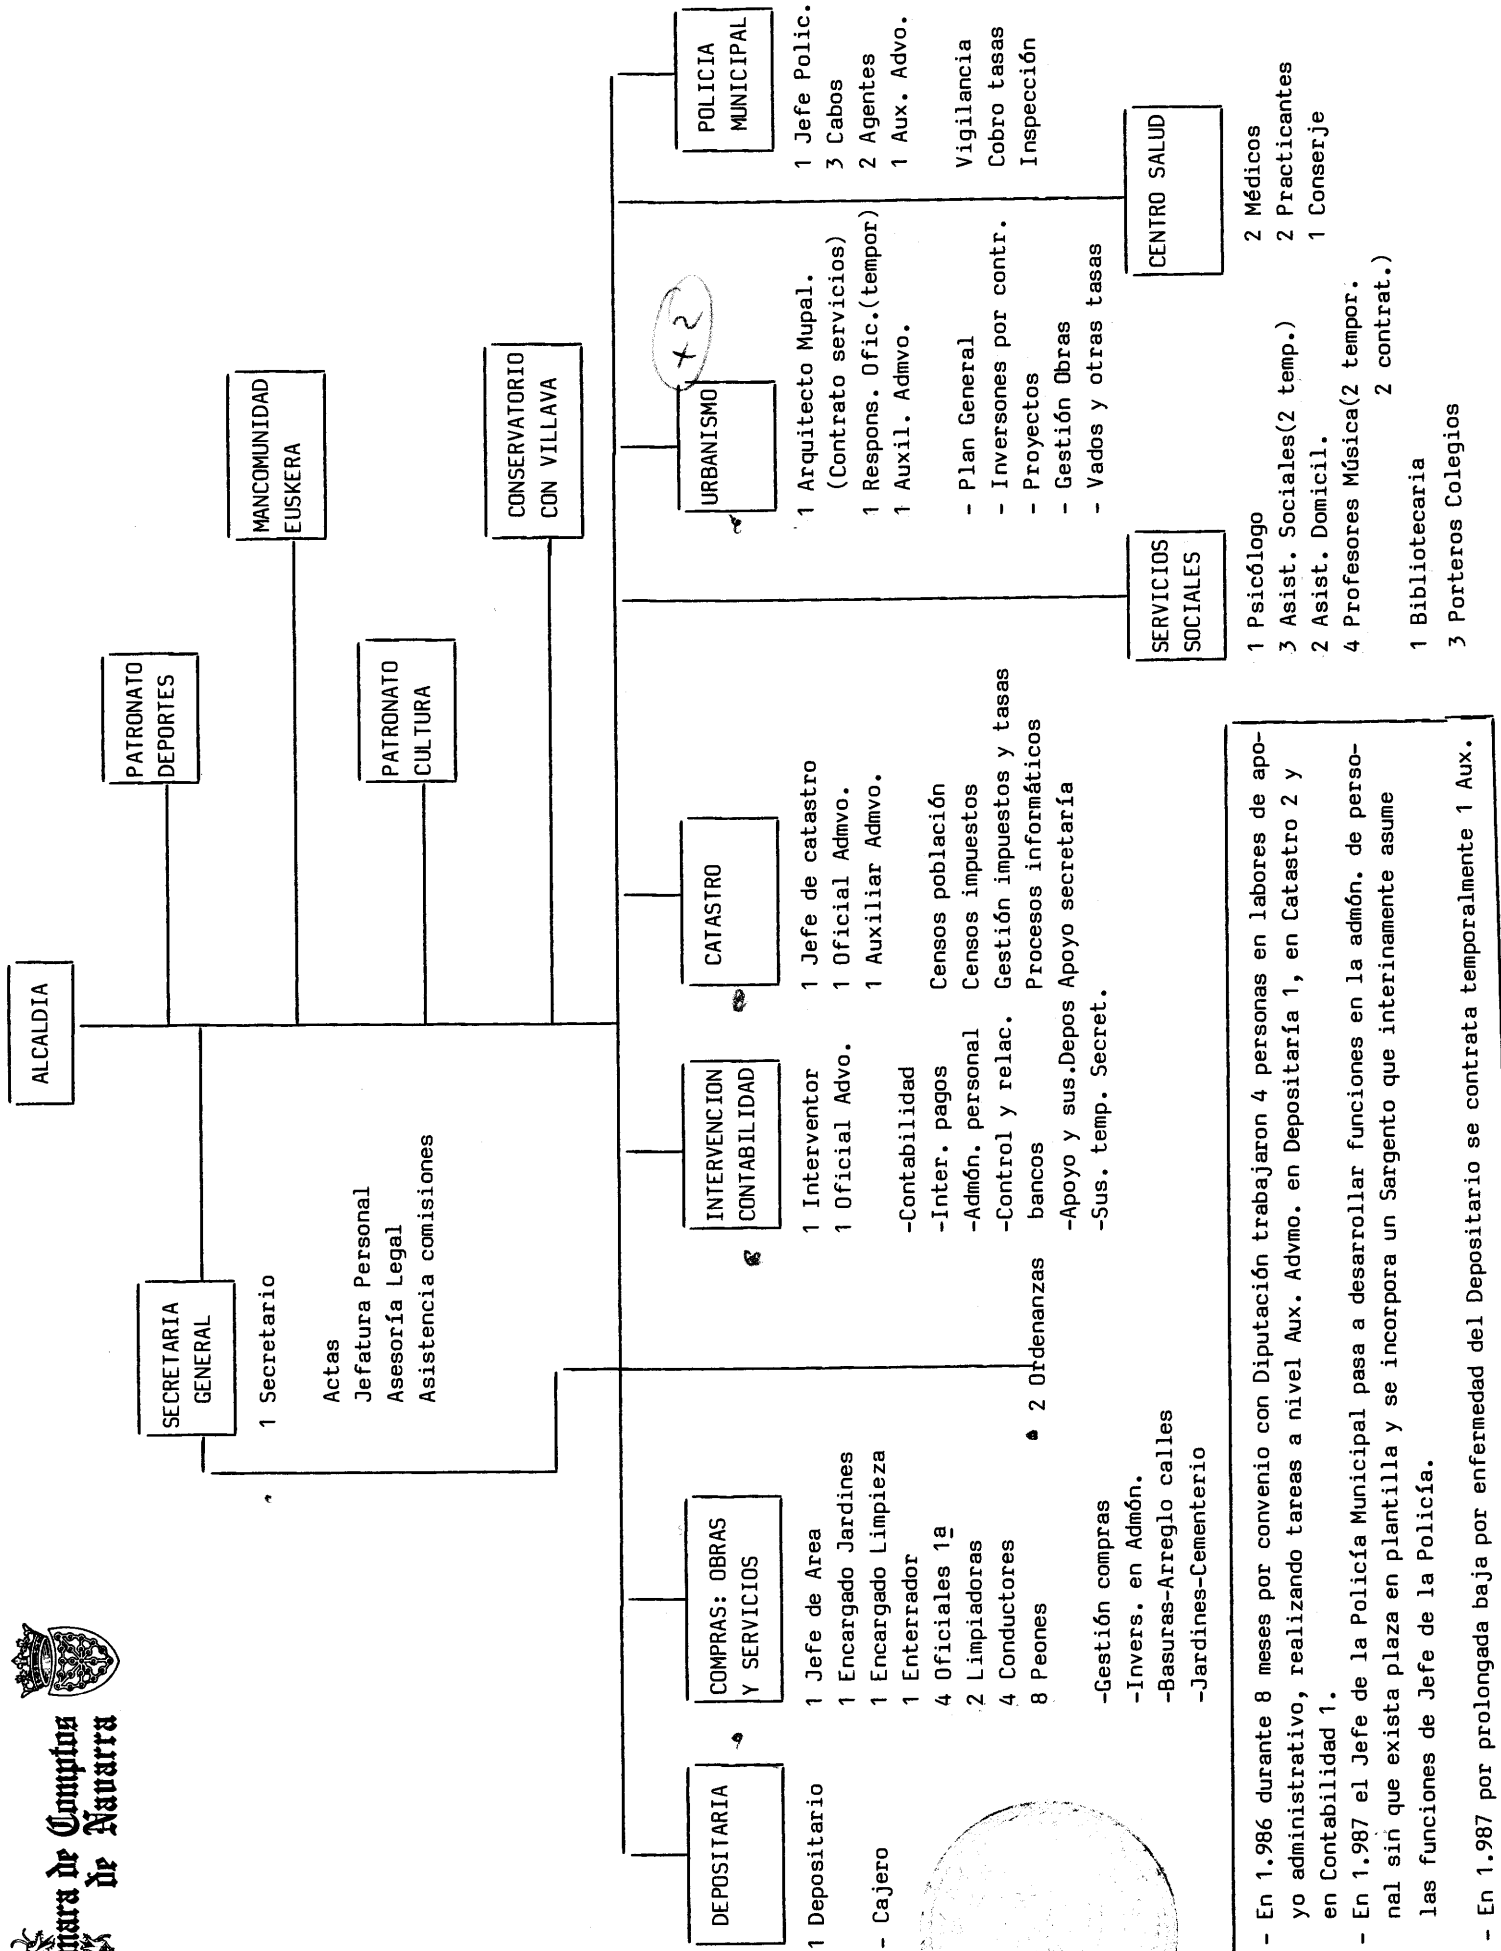 de Comptos
de Navarra
ALCALDIA
PATRONATO
DEPORTES
MANCOMUNIDAD
EUSKERA
PATRONATO
CULTURA
CONSERVATORIO
CON VILLAVA
SECRETARIA
GENERAL
1 Secretario
Actas
Jefatura Personal
Asesoría Legal
Asistencia comisiones
DEPOSITARIA
1 Depositario
- Cajero
COMPRAS: OBRAS
Y SERVICIOS
1 Jefe de Area
1 Encargado Jardines
1 Encargado Limpieza
1 Enterrador
4 Oficiales 1ª
2 Limpiadoras
4 Conductores
8 Peones
-Gestión compras
-Invers. en Admón.
-Basuras-Arreglo calles
-Jardines-Cementerio
2 Ordenanzas
INTERVENCION
CONTABILIDAD
1 Interventor
1 Oficial Advo.
-Contabilidad
-Inter. pagos
-Admón. personal
-Control y relac.
bancos
-Apoyo y sus.Depos
-Sus. temp. Secret.
CATASTRO
1 Jefe de catastro
1 Oficial Admvo.
1 Auxiliar Admvo.
Censos población
Censos impuestos
Gestión impuestos y tasas
Procesos informáticos
Apoyo secretaría
SERVICIOS
SOCIALES
1 Psicólogo
3 Asist. Sociales(2 temp.)
2 Asist. Domicil.
4 Profesores Música(2 tempor.
2 contrat.)
1 Bibliotecaria
3 Porteros Colegios
URBANISMO
+2
1 Arquitecto Mupal.
(Contrato servicios)
1 Respons. Ofic.(tempor)
1 Auxil. Admvo.
- Plan General
- Inversones por contr.
- Proyectos
- Gestión Obras
- Vados y otras tasas
CENTRO SALUD
2 Médicos
2 Practicantes
1 Conserje
POLICIA
MUNICIPAL
1 Jefe Polic.
3 Cabos
2 Agentes
1 Aux. Advo.
Vigilancia
Cobro tasas
Inspección
- En 1.986 durante 8 meses por convenio con Diputación trabajaron 4 personas en labores de apo-
yo administrativo, realizando tareas a nivel Aux. Advmo. en Depositaría 1, en Catastro 2 y
en Contabilidad 1.
- En 1.987 el Jefe de la Policía Municipal pasa a desarrollar funciones en la admón. de perso-
nal sin que exista plaza en plantilla y se incorpora un Sargento que interinamente asume
las funciones de Jefe de la Policía.
- En 1.987 por prolongada baja por enfermedad del Depositario se contrata temporalmente 1 Aux.